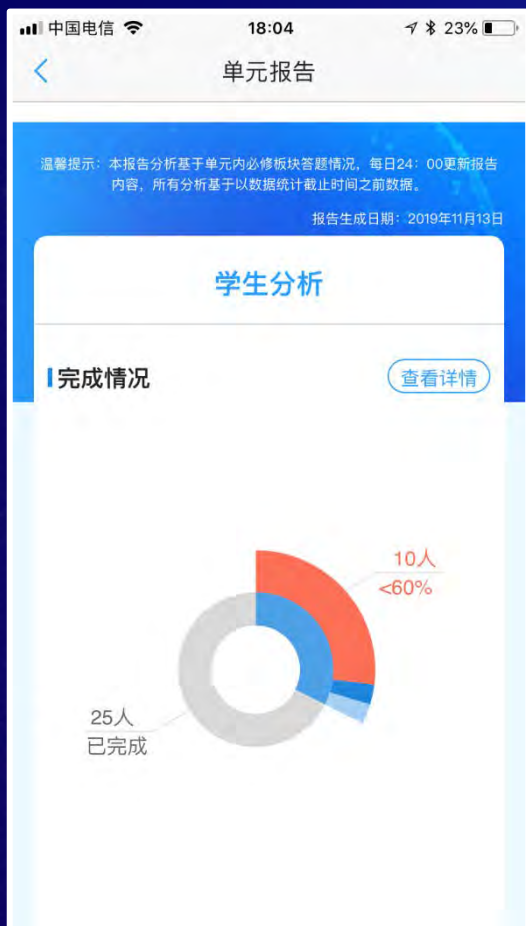 中国电信 18:04 23%
单元报告
温馨提示：本报告分析基于单元内必修板块答题情况，每日24：00更新报告
内容，所有分析基于以数据统计截止时间之前数据。
报告生成日期：2019年11月13日
学生分析
完成情况 查看详情
10人
<60%
25人
已完成